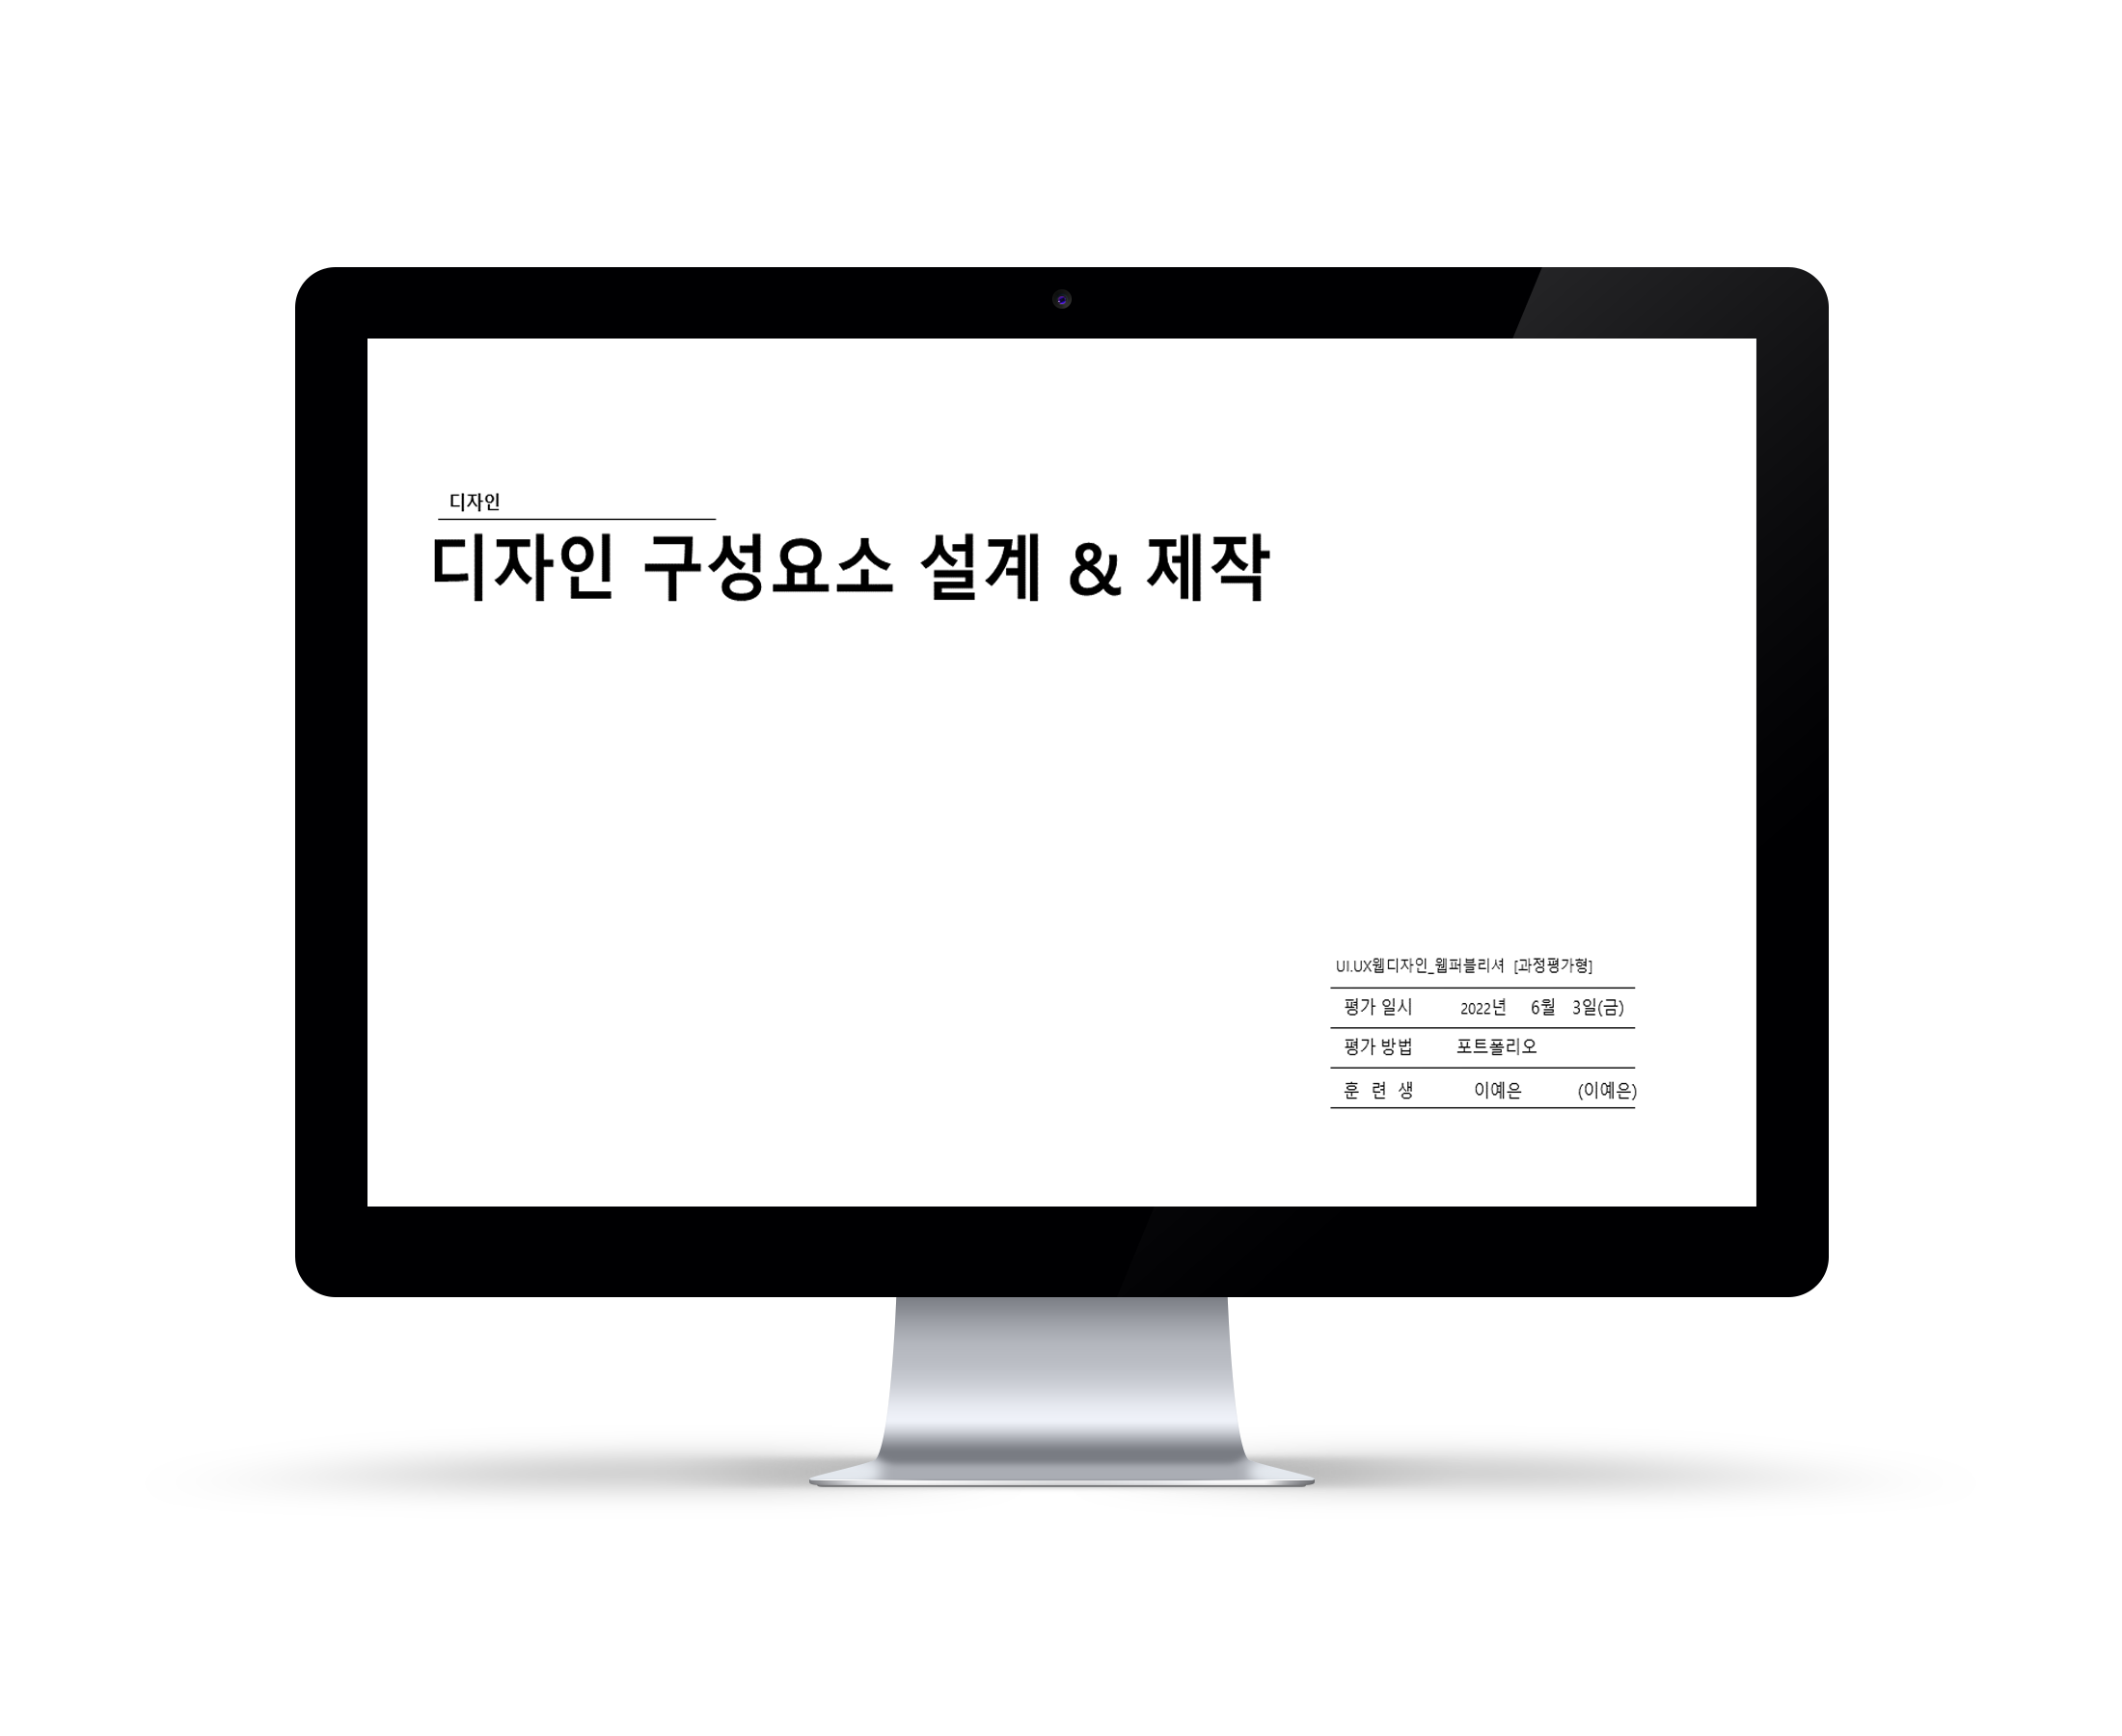 디자인
디자인 구성요소 설계 & 제작
UI.UX웹디자인_웹퍼블리셔 [과정평가형]
평가 일시 2022년 6월 3일(금)
평가 방법 포트폴리오
훈 련 생 이예은 (이예은)